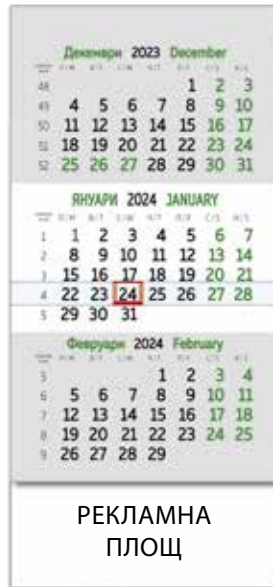 Декември 2023 December
48 1 2 3
49 4 5 6 7 8 9 10
50 11 12 13 14 15 16 17
51 18 19 20 21 22 23 24
52 25 26 27 28 29 30 31
ЯНУАРИ 2024 JANUARY
1 1 2 3 4 5 6 7
2 8 9 10 11 12 13 14
3 15 16 17 18 19 20 21
4 22 23 24 25 26 27 28
5 29 30 31
Февруари 2024 February
5 1 2 3 4
6 5 6 7 8 9 10 11
7 12 13 14 15 16 17 18
8 19 20 21 22 23 24 25
9 26 27 28 29
РЕКЛАМНА
ПЛОЩ